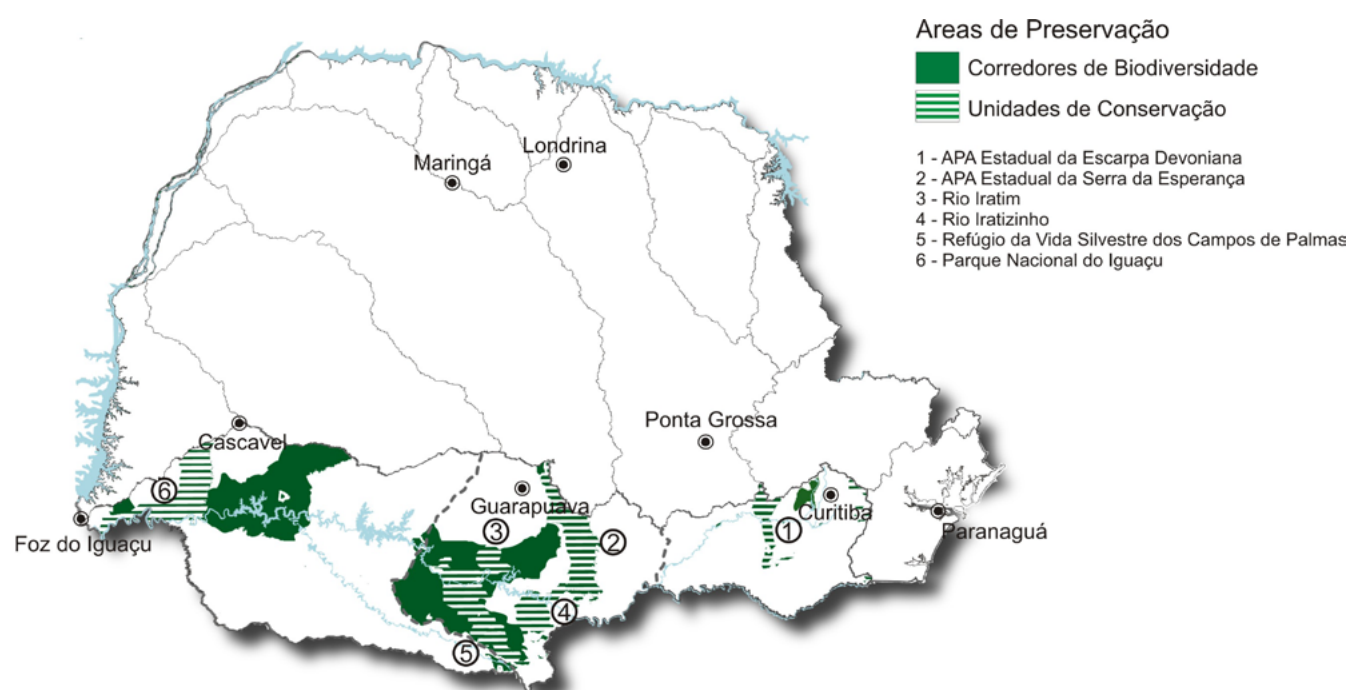 Areas de Preservação
Corredores de Biodiversidade
Unidades de Conservação
1 - APA Estadual da Escarpa Devoniana
2 - APA Estadual da Serra da Esperança
3 - Rio Iratim
4 - Rio Iratizinho
5 - Refúgio da Vida Silvestre dos Campos de Palmas
6 - Parque Nacional do Iguaçu
Londrina
Maringá
Ponta Grossa
Cascavel
6
Guarapuava
Curitiba
Paranaguá
Foz do Iguaçu
3
1
2
4
5